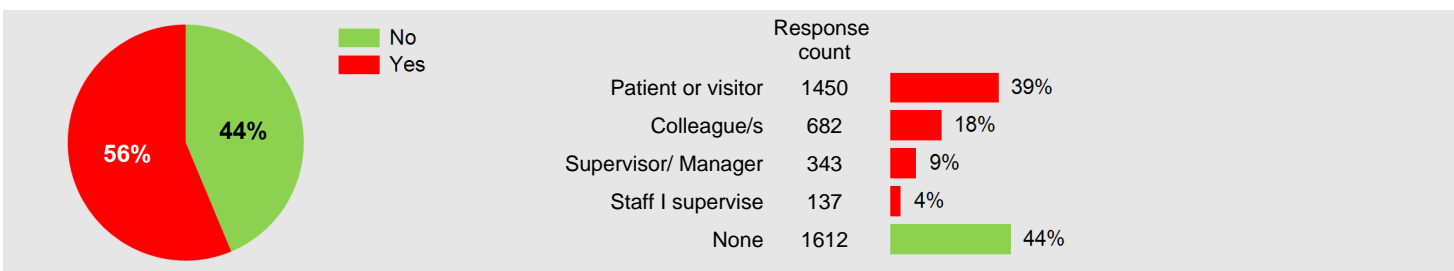 No
Yes
44%
56%
Response
count
Patient or visitor 1450 39%
Colleague/s 682 18%
Supervisor/ Manager 343 9%
Staff I supervise 137 4%
None 1612 44%